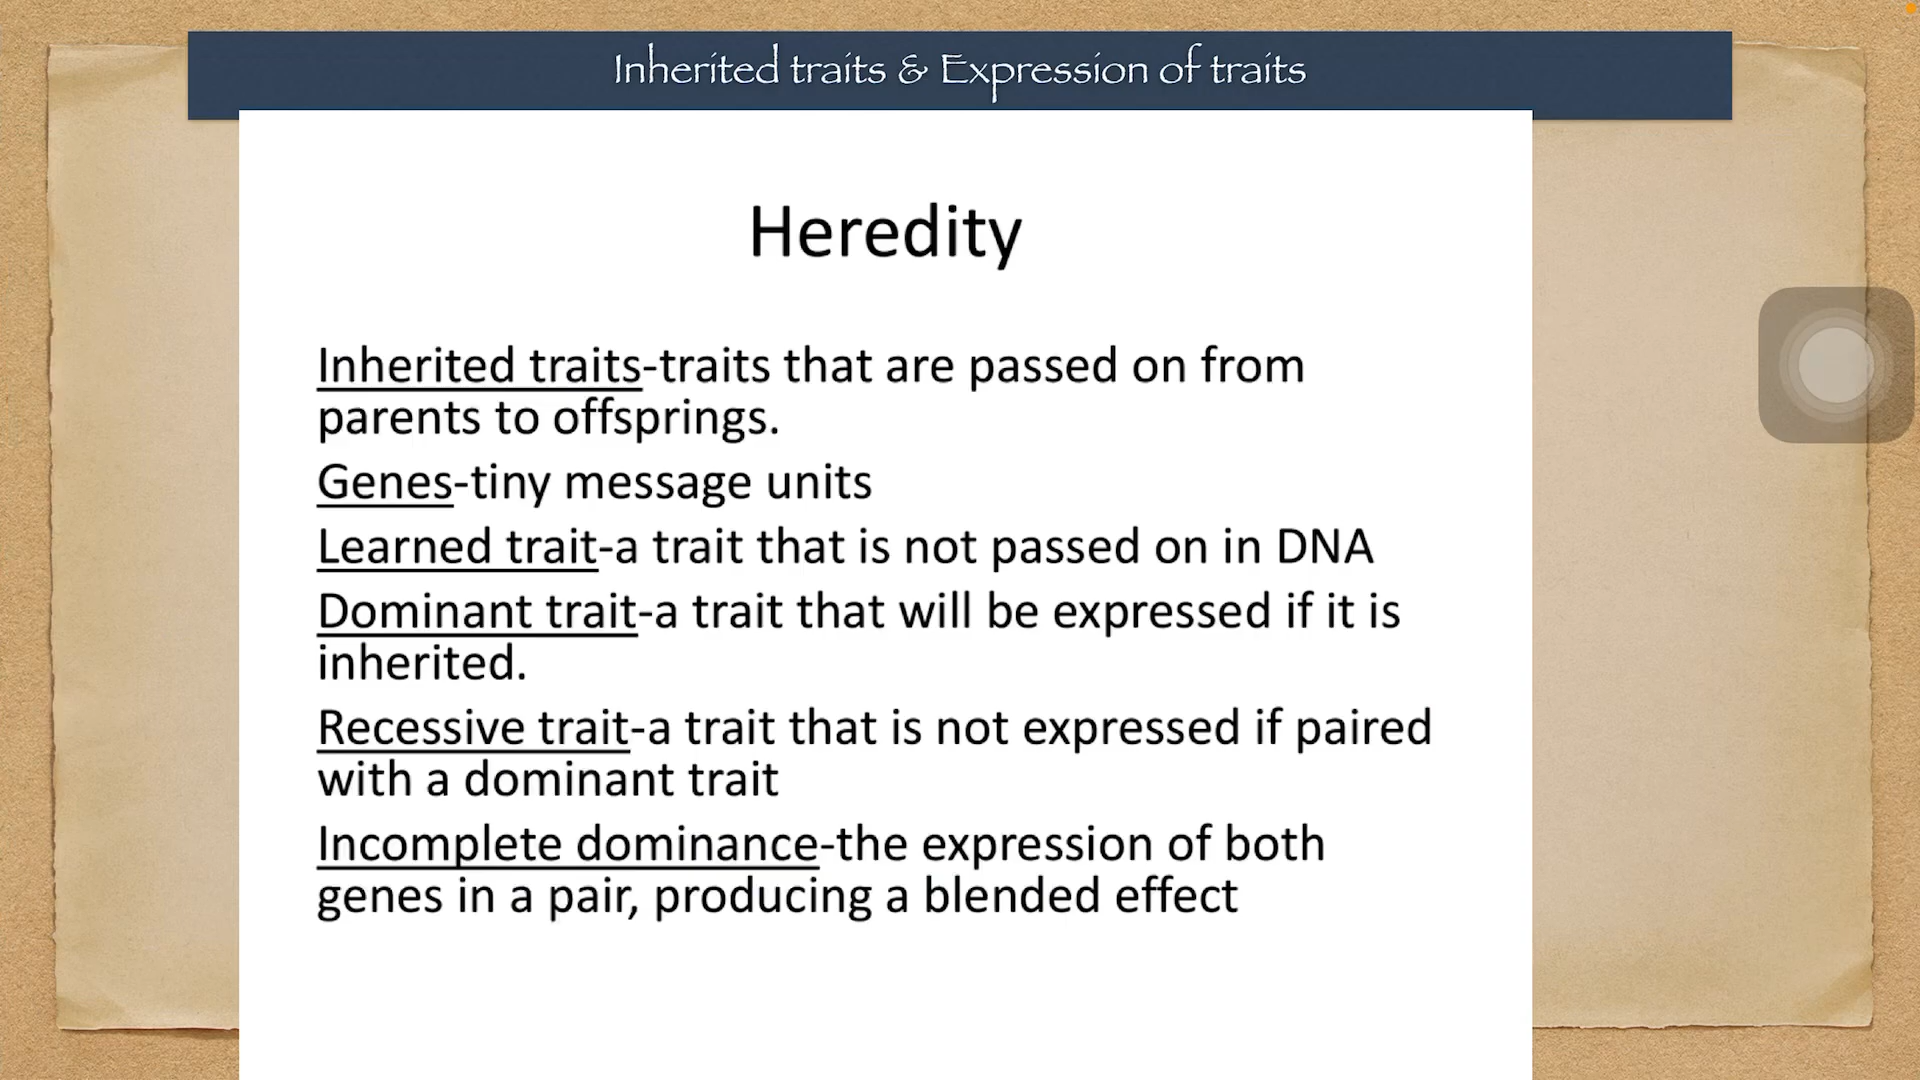 Inherited traits & Expression of traits
Heredity
Inherited traits-traits that are passed on from
parents to offsprings.
Genes-tiny message units
Learned trait-a trait that is not passed on in DNA
Dominant trait-a trait that will be expressed if it is
inherited.
Recessive trait-a trait that is not expressed if paired
with a dominant trait
Incomplete dominance-the expression of both
genes in a pair, producing a blended effect